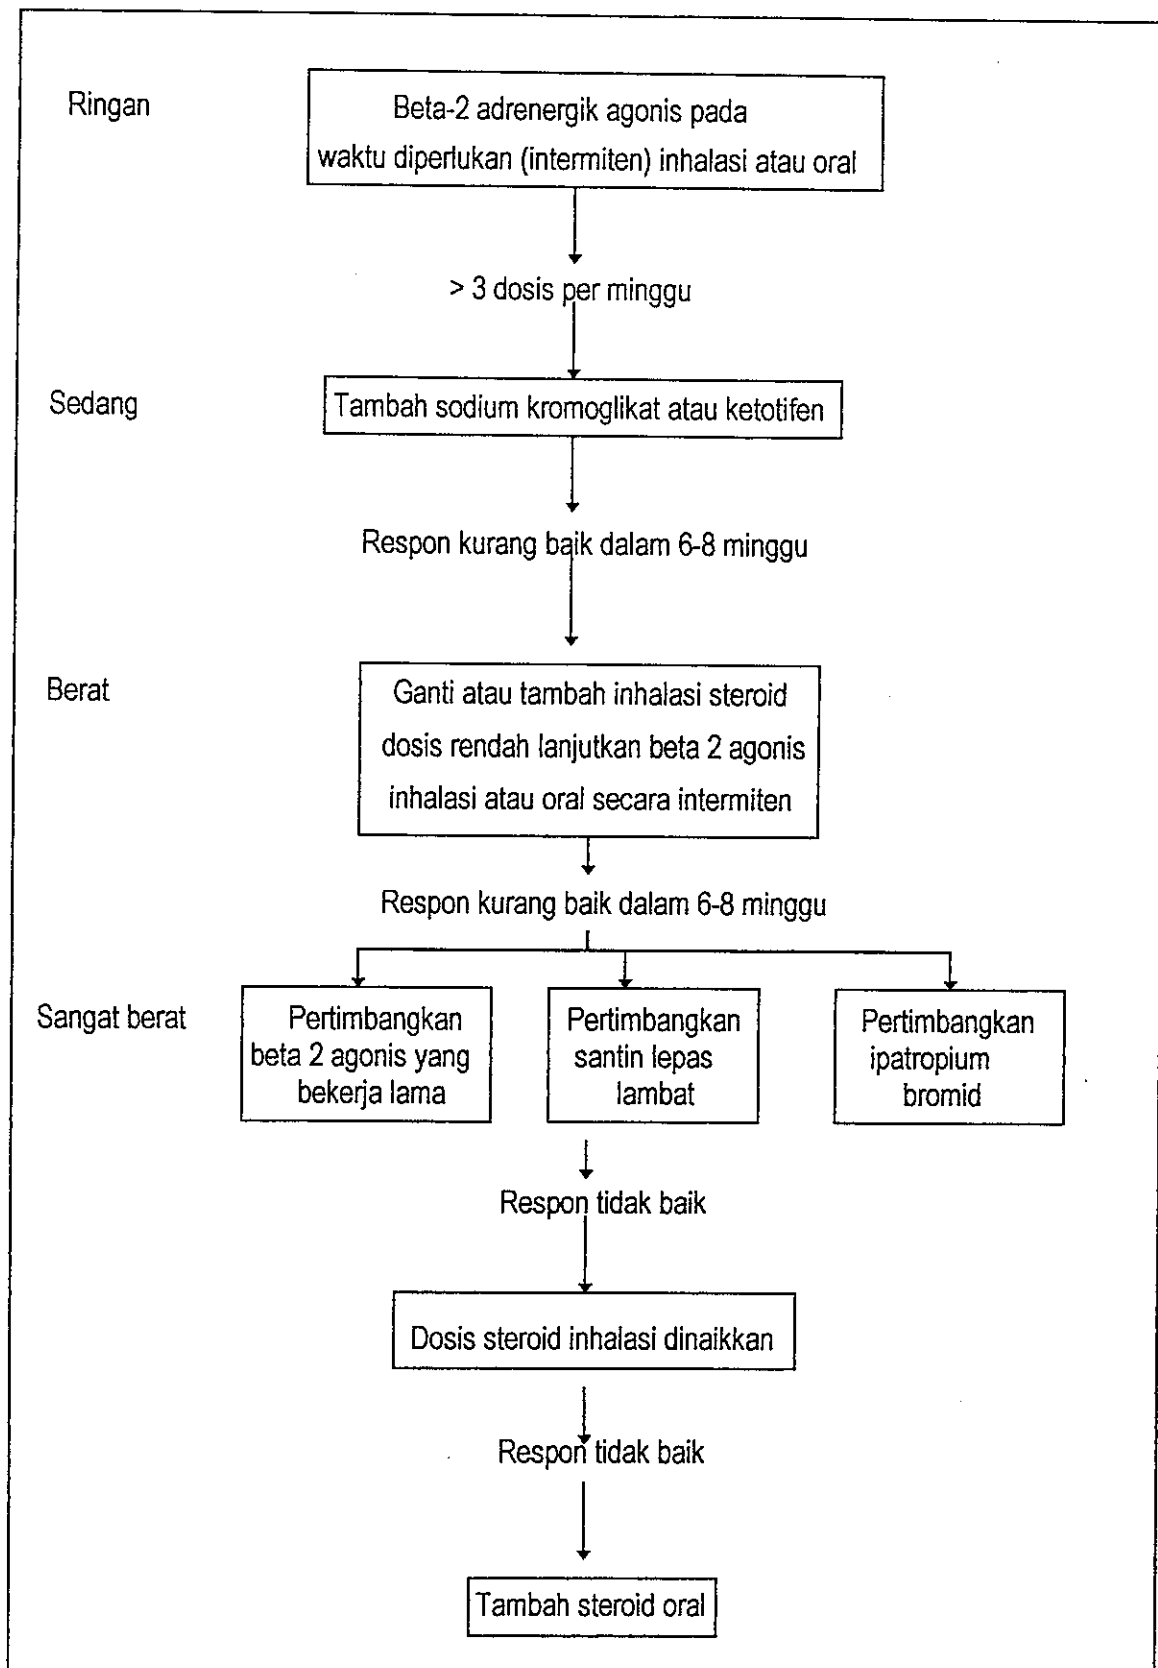 Ringan
Beta-2 adrenergik agonis pada
waktu diperlukan (intermiten) inhalasi atau oral
> 3 dosis per minggu
Sedang
Tambah sodium kromoglikat atau ketotifen
Respon kurang baik dalam 6-8 minggu
Berat
Ganti atau tambah inhalasi steroid
dosis rendah lanjutkan beta 2 agonis
inhalasi atau oral secara intermiten
Respon kurang baik dalam 6-8 minggu
Sangat berat
Pertimbangkan
beta 2 agonis yang
bekerja lama
Pertimbangkan
santin lepas
lambat
Pertimbangkan
ipatropium
bromid
Respon tidak baik
Dosis steroid inhalasi dinaikkan
Respon tidak baik
Tambah steroid oral